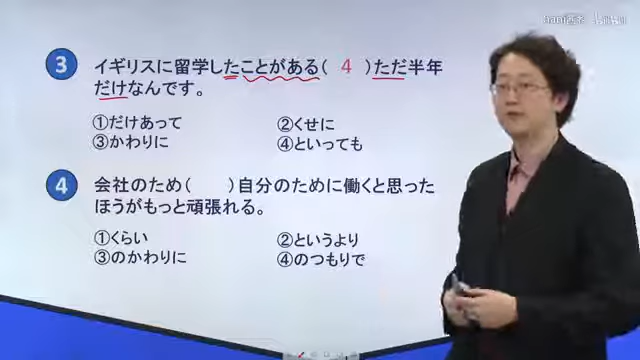 3 イギリスに留学したことがある( 4 )ただ半年
だけなんです。
①だけあって ②くせに
③かわりに ④といっても
4 会社のため( )自分のために働くと思った
ほうがもっと頑張れる。
①くらい ②というより
③のかわりに ④のつもりで